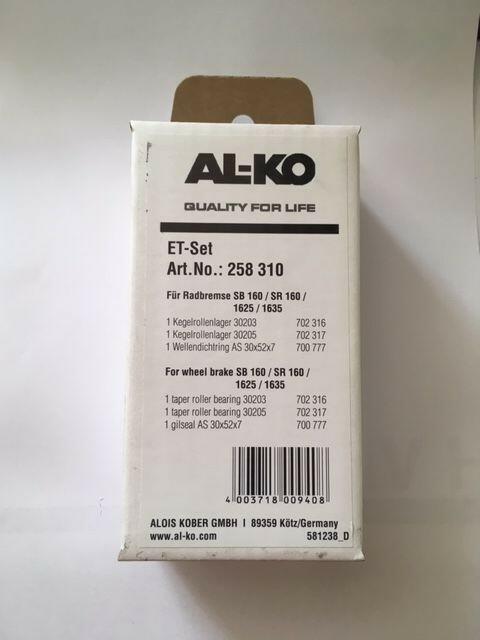 AL-KO
QUALITY FOR LIFE
ET-Set
Art.No.: 258 310
Für Radbremse SB 160 / SR 160 /
1625 / 1635
1 Kegelrollenlager 30203 702 316
1 Kegelrollenlager 30205 702 317
1 Wellendichtring AS 30x52x7 700 777
For wheel brake SB 160 / SR 160 /
1625 / 1635
1 taper roller bearing 30203 702 316
1 taper roller bearing 30205 702 317
1 gilseal AS 30x52x7 700 777
4 003718 009408
ALOIS KOBER GMBH | 89359 Kötz/Germany
www.al-ko.com 581238_D